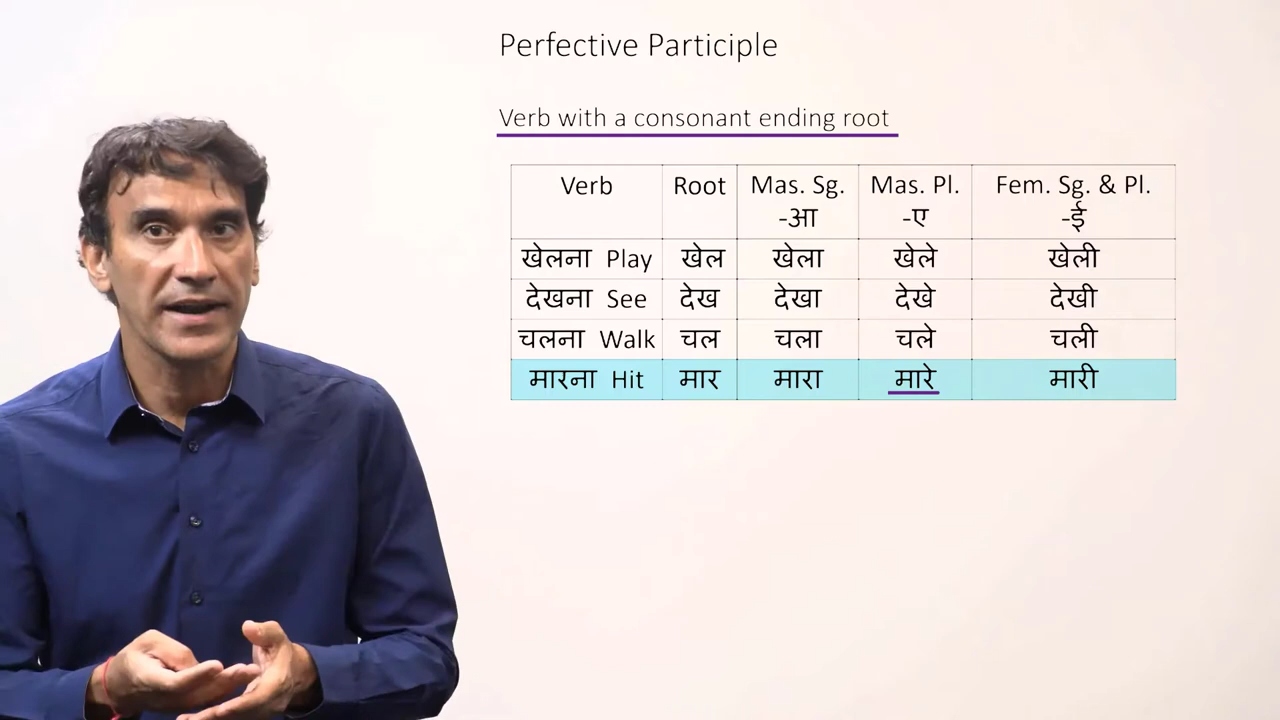 Perfective Participle
Verb with a consonant ending root
Verb Root Mas. Sg. Mas. Pl. Fem. Sg. & Pl.
-आ -ए -ई
खेलना Play खेल खेला खेले खेली
देखना See देख देखा देखे देखी
चलना Walk चल चला चले चली
मारना Hit मार मारा मारे मारी